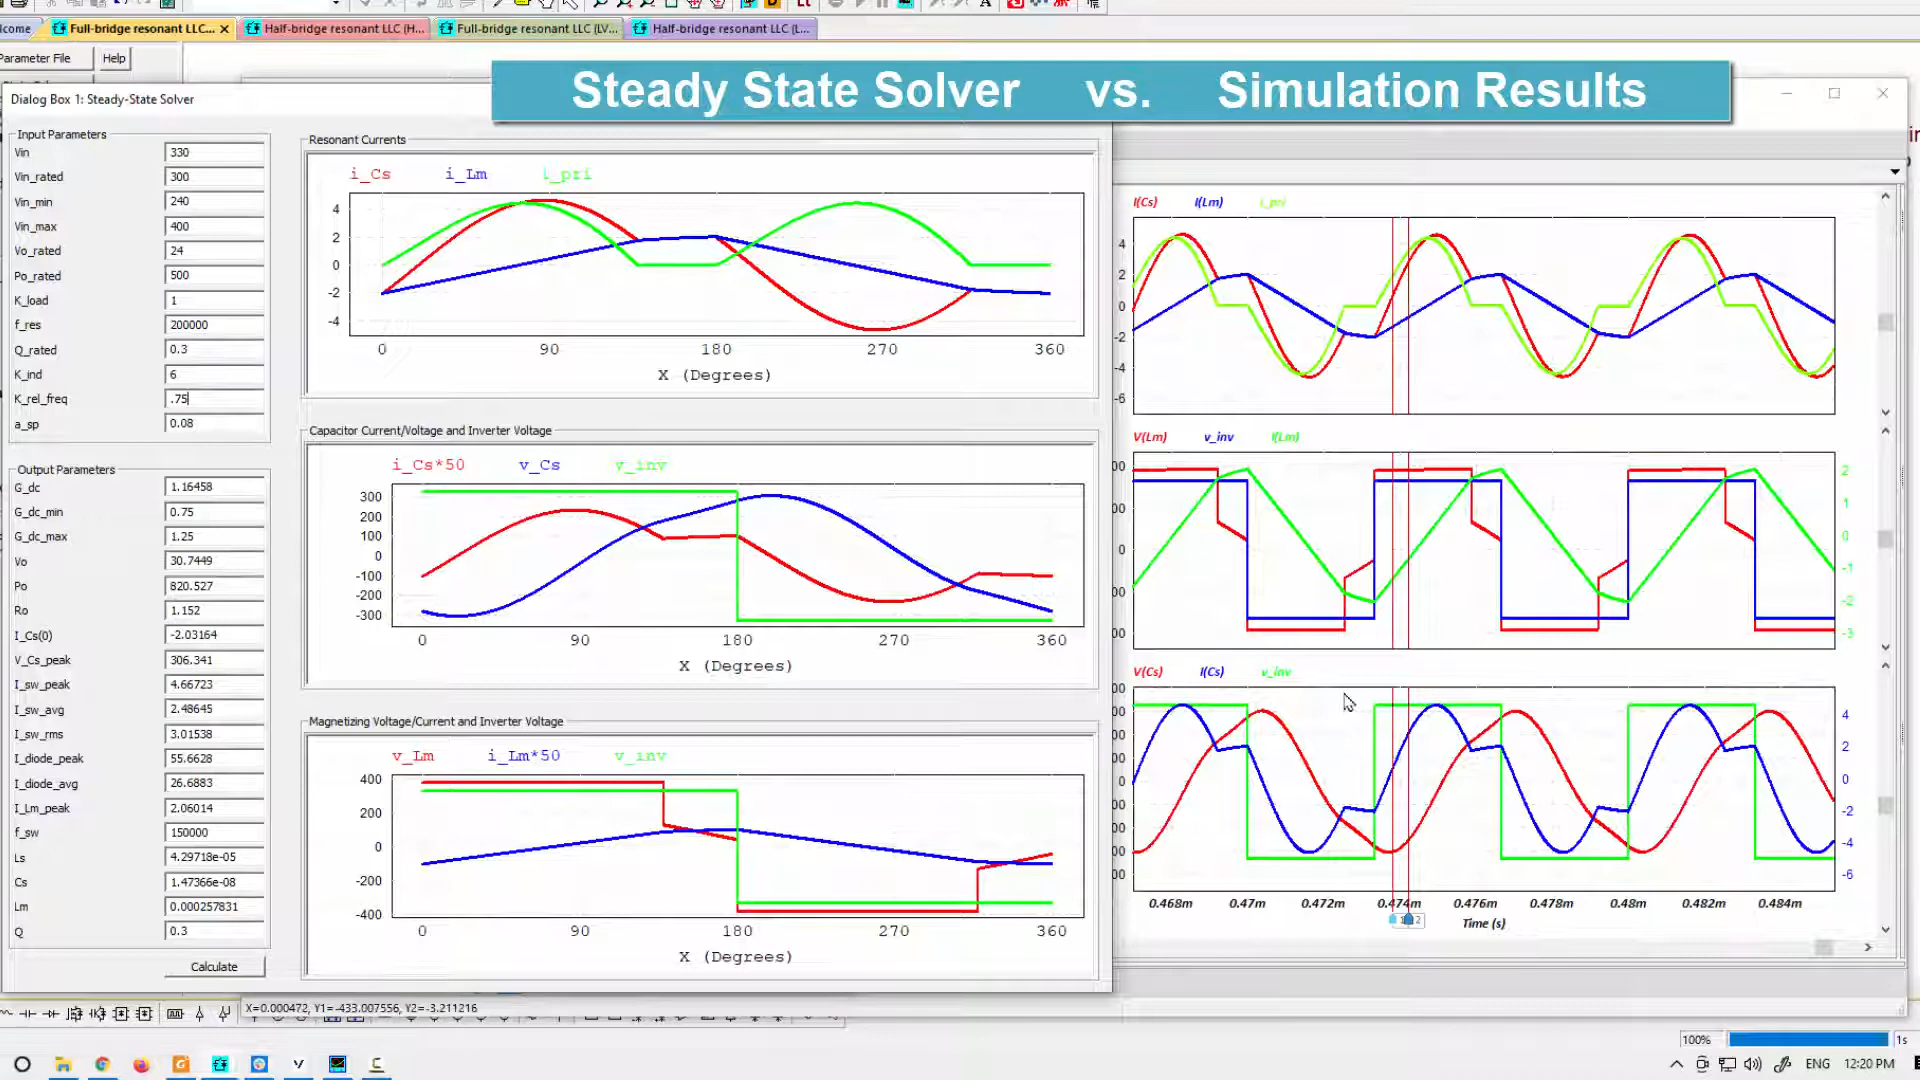 come
Full-bridge resonant LLC...
Half-bridge resonant LLC (H...
Full-bridge resonant LLC (LV...
Half-bridge resonant LLC (L...
Parameter File
Help
Steady State Solver vs. Simulation Results
Dialog Box 1: Steady-State Solver
Input Parameters
Vin 330
Vin_rated 300
Vin_min 240
Vin_max 400
Vo_rated 24
Po_rated 500
K_load 1
f_res 200000
Q_rated 0.3
K_ind 6
K_rel_freq .75
a_sp 0.08
Output Parameters
G_dc 1.16458
G_dc_min 0.75
G_dc_max 1.25
Vo 30.7449
Po 820.527
Ro 1.152
I_Cs(0) -2.03164
V_Cs_peak 306.341
I_sw_peak 4.66723
I_sw_avg 2.48645
I_sw_rms 3.01538
I_diode_peak 55.6628
I_diode_avg 26.6883
I_Lm_peak 2.06014
f_sw 150000
Ls 4.29718e-05
Cs 1.47366e-08
Lm 0.000257831
Q 0.3
Calculate
Resonant Currents
i_Cs i_Lm i_pri
4
2
0
-2
-4
0 90 180 270 360
X (Degrees)
Capacitor Current/Voltage and Inverter Voltage
i_Cs*50 v_Cs v_inv
300
200
100
0
-100
-200
-300
0 90 180 270 360
X (Degrees)
Magnetizing Voltage/Current and Inverter Voltage
v_Lm i_Lm*50 v_inv
400
200
0
-200
-400
0 90 180 270 360
X (Degrees)
I(Cs) I(Lm) i_pri
4
2
0
-2
-4
-6
V(Lm) v_inv I(Lm)
00
00
0
00
00
2
1
0
-1
-2
-3
V(Cs) I(Cs) v_inv
4
2
0
-2
-4
-6
0.468m 0.47m 0.472m 0.474m 0.476m 0.478m 0.48m 0.482m 0.484m
Time (s)
X=0.000472, Y1=-433.007556, Y2=-3.211216
100%
1s
ENG 12:20 PM